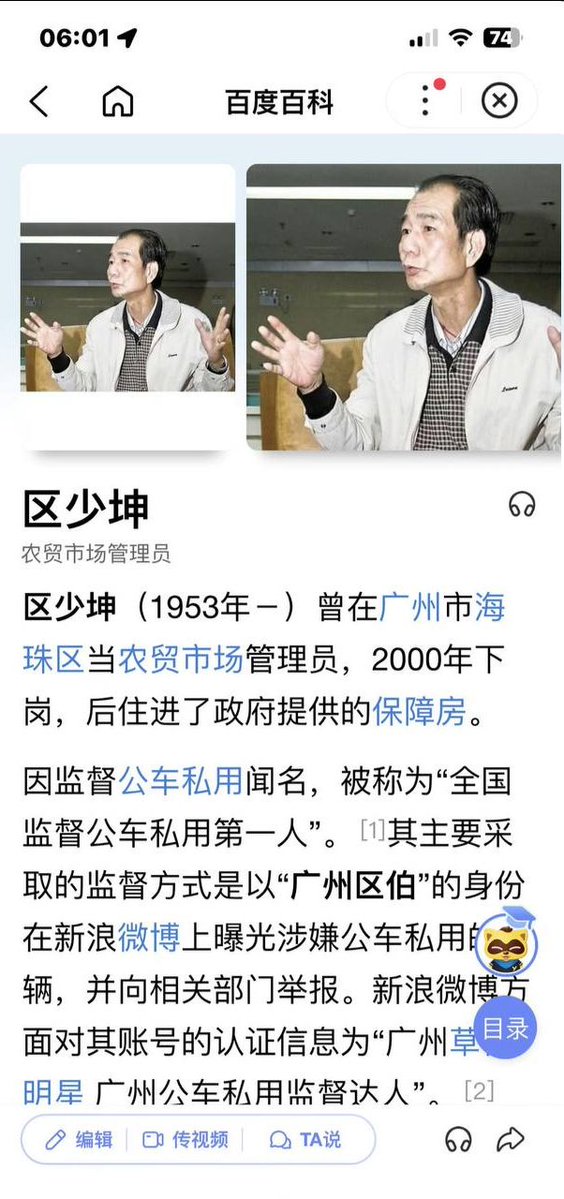 06:01
74
百度百科
区少坤
农贸市场管理员
区少坤（1953年－）曾在广州市海
珠区当农贸市场管理员，2000年下
岗，后住进了政府提供的保障房。
因监督公车私用闻名，被称为“全国
监督公车私用第一人”。[1]其主要采
取的监督方式是以“广州区伯”的身份
在新浪微博上曝光涉嫌公车私用
辆，并向相关部门举报。新浪微博方
面对其账号的认证信息为“广州草
目录
明星 广州公车私用监督达人”。[2]
编辑 传视频 TA说